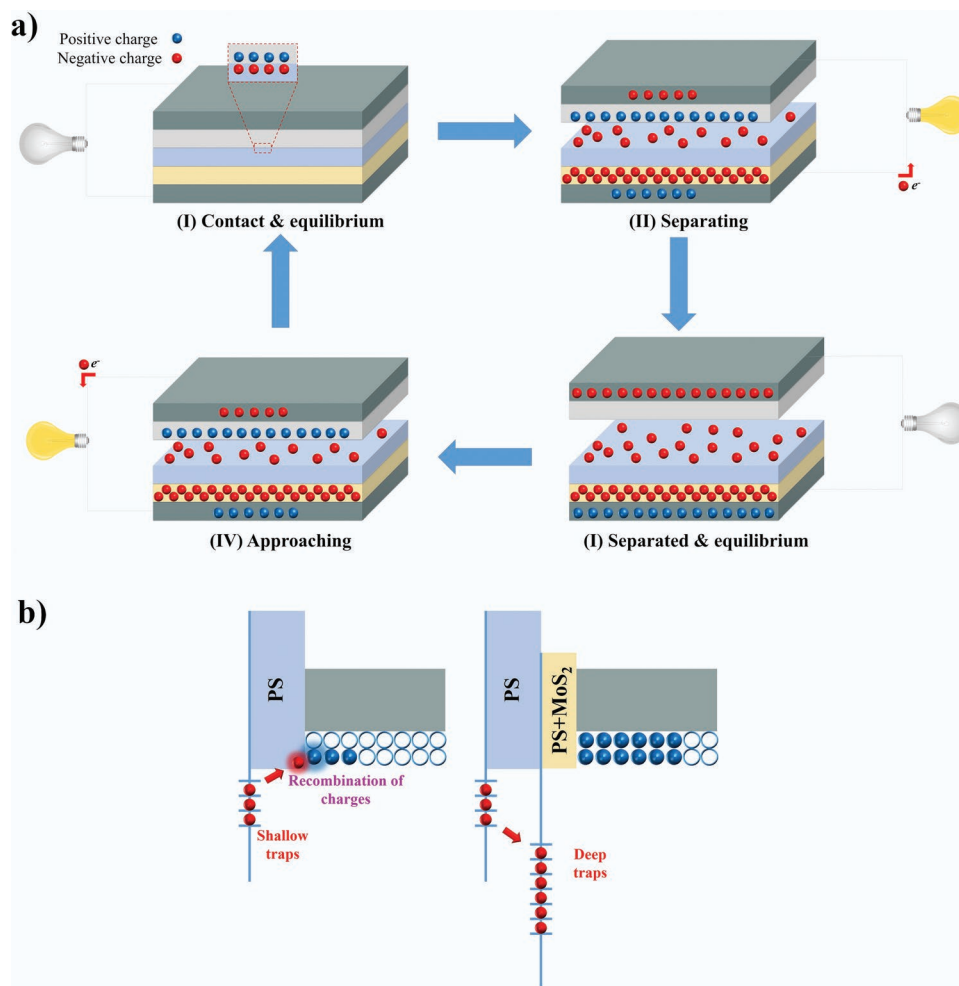 a)
Positive charge
Negative charge
(I) Contact & equilibrium
e-
(II) Separating
e-
(IV) Approaching
(I) Separated & equilibrium
b)
PS
Recombination of
charges
Shallow
traps
PS
PS+MoS₂
Deep
traps